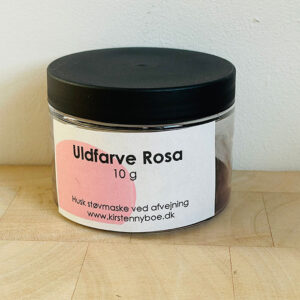 Uldfarve Rosa
10 g
Husk støvmaske ved afvejning
www.kirstennyboe.dk